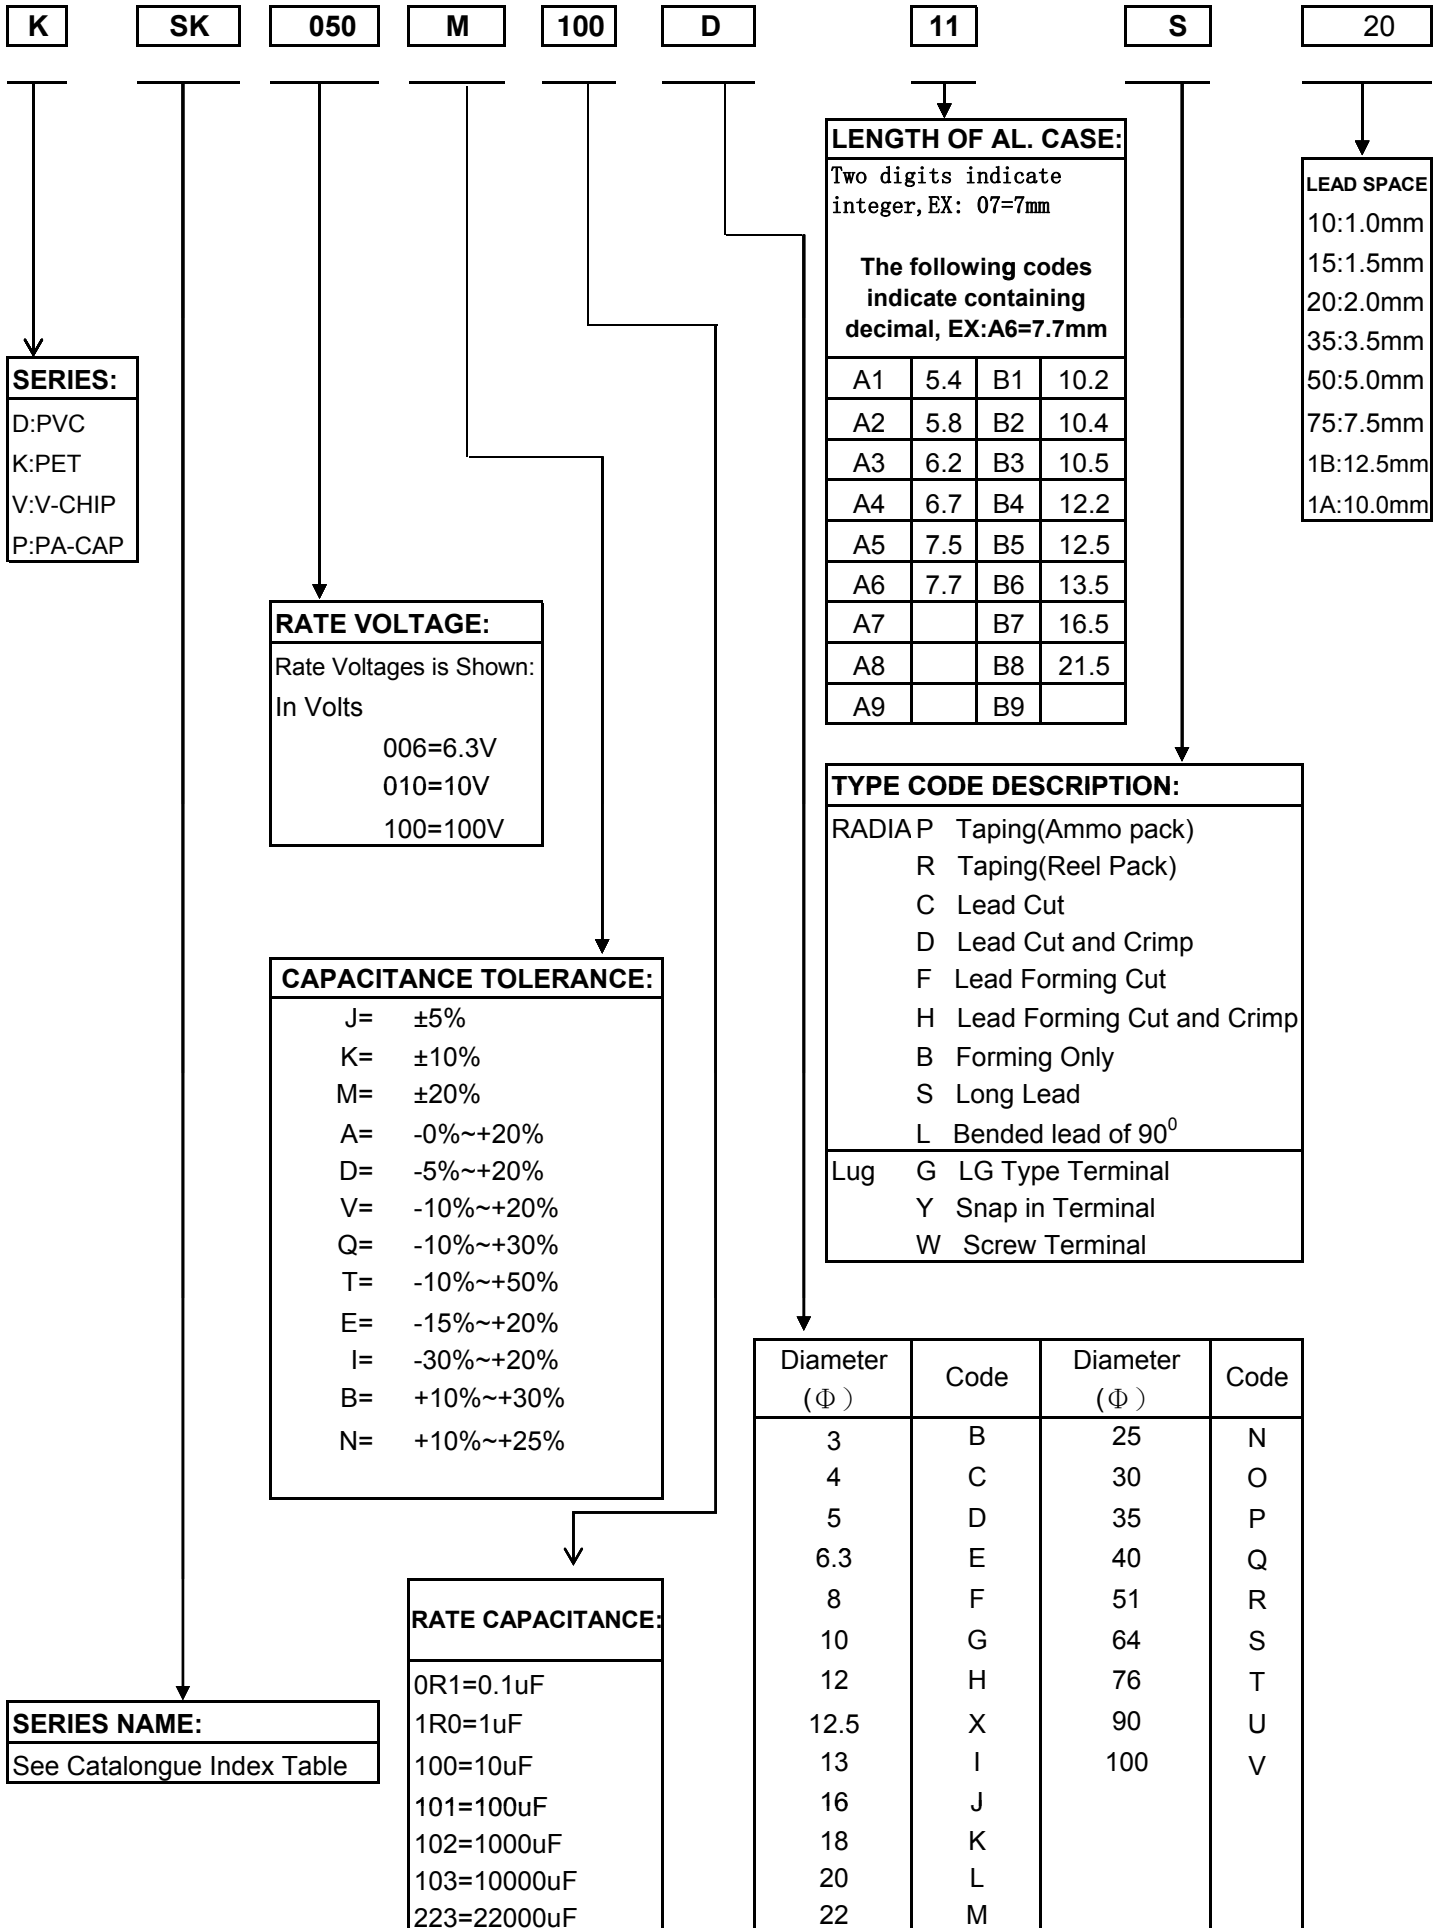 K SK 050 M 100 D 11 S 20
LENGTH OF AL. CASE:
Two digits indicate
integer,EX: 07=7mm
The following codes
indicate containing
decimal, EX:A6=7.7mm
A1 5.4 B1 10.2
A2 5.8 B2 10.4
A3 6.2 B3 10.5
A4 6.7 B4 12.2
A5 7.5 B5 12.5
A6 7.7 B6 13.5
A7 B7 16.5
A8 B8 21.5
A9 B9
LEAD SPACE
10:1.0mm
15:1.5mm
20:2.0mm
35:3.5mm
50:5.0mm
75:7.5mm
1B:12.5mm
1A:10.0mm
SERIES:
D:PVC
K:PET
V:V-CHIP
P:PA-CAP
RATE VOLTAGE:
Rate Voltages is Shown:
In Volts
006=6.3V
010=10V
100=100V
TYPE CODE DESCRIPTION:
RADIA P Taping(Ammo pack)
R Taping(Reel Pack)
C Lead Cut
D Lead Cut and Crimp
F Lead Forming Cut
H Lead Forming Cut and Crimp
B Forming Only
S Long Lead
L Bended lead of 90⁰
Lug G LG Type Terminal
Y Snap in Terminal
W Screw Terminal
CAPACITANCE TOLERANCE:
J= ±5%
K= ±10%
M= ±20%
A= -0%~+20%
D= -5%~+20%
V= -10%~+20%
Q= -10%~+30%
T= -10%~+50%
E= -15%~+20%
I= -30%~+20%
B= +10%~+30%
N= +10%~+25%
Diameter Code Diameter Code
(Φ） (Φ）
3 B 25 N
4 C 30 O
5 D 35 P
6.3 E 40 Q
8 F 51 R
10 G 64 S
12 H 76 T
12.5 X 90 U
13 I 100 V
16 J
18 K
20 L
22 M
RATE CAPACITANCE:
0R1=0.1uF
1R0=1uF
100=10uF
101=100uF
102=1000uF
103=10000uF
223=22000uF
SERIES NAME:
See Catalongue Index Table